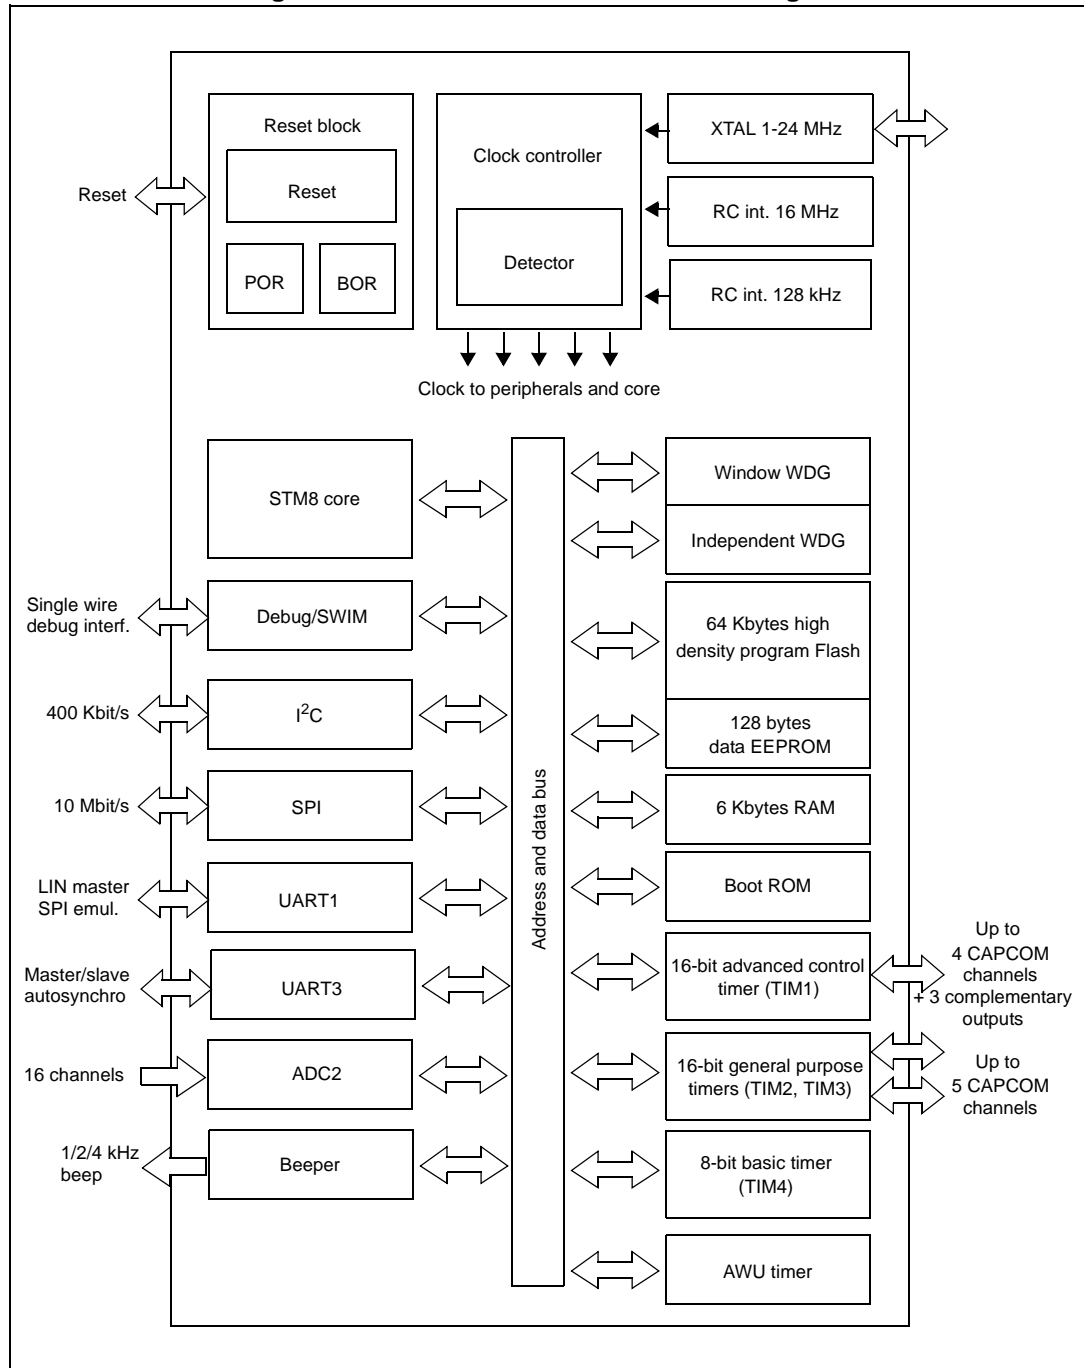 Reset block
Reset
POR
BOR
Reset
Clock controller
Detector
XTAL 1-24 MHz
RC int. 16 MHz
RC int. 128 kHz
Clock to peripherals and core
STM8 core
Single wire
debug interf.
Debug/SWIM
400 Kbit/s
I²C
10 Mbit/s
SPI
LIN master
SPI emul.
UART1
Master/slave
autosynchro
UART3
16 channels
ADC2
1/2/4 kHz
beep
Beeper
Address and data bus
Window WDG
Independent WDG
64 Kbytes high
density program Flash
128 bytes
data EEPROM
6 Kbytes RAM
Boot ROM
16-bit advanced control
timer (TIM1)
Up to
4 CAPCOM
channels
+ 3 complementary
outputs
16-bit general purpose
timers (TIM2, TIM3)
Up to
5 CAPCOM
channels
8-bit basic timer
(TIM4)
AWU timer